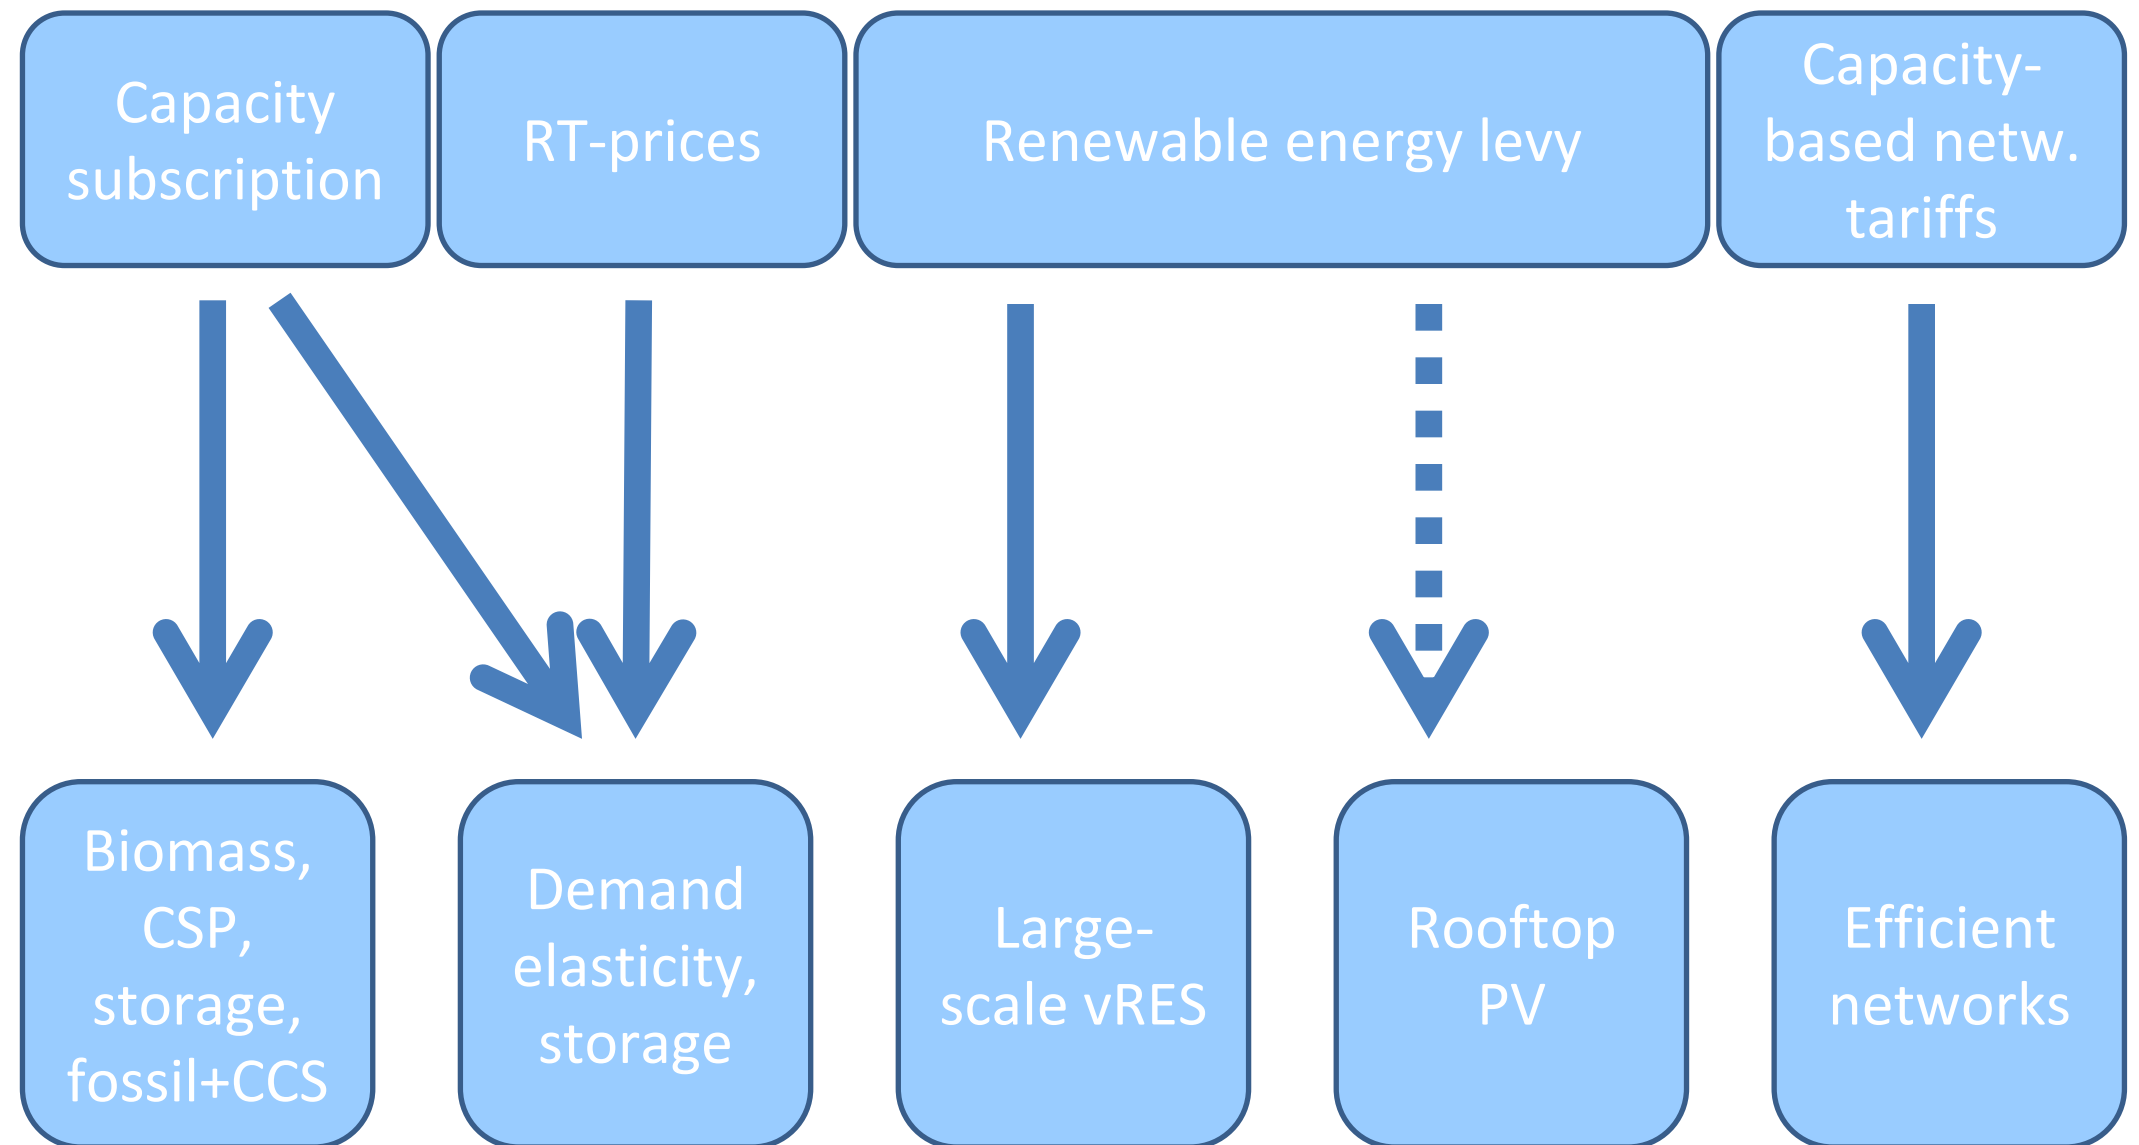 Capacity
subscription
RT-prices
Renewable energy levy
Capacity-
based netw.
tariffs
Biomass,
CSP,
storage,
fossil+CCS
Demand
elasticity,
storage
Large-
scale vRES
Rooftop
PV
Efficient
networks